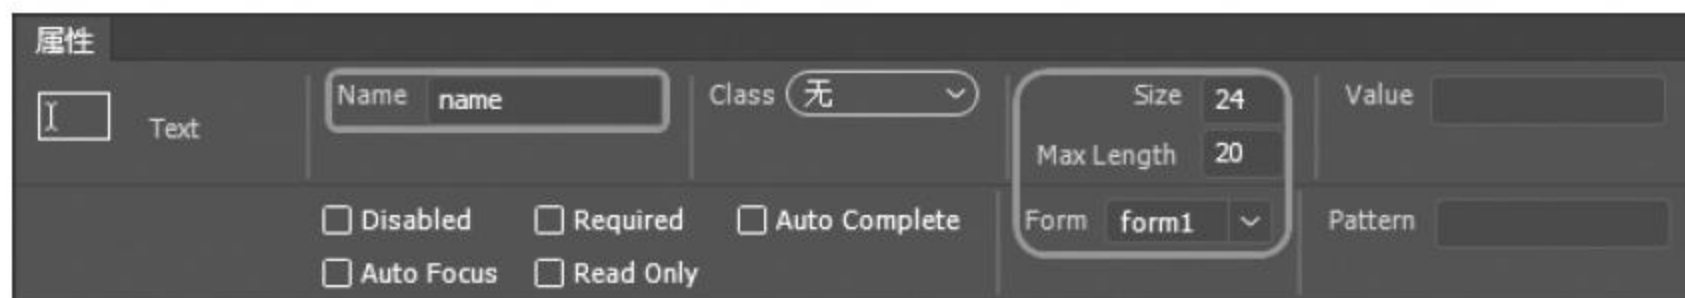 属性
Text
Name name
Class 无
Size 24
Max Length 20
Value
Disabled Required Auto Complete
Form form1
Pattern
Auto Focus Read Only